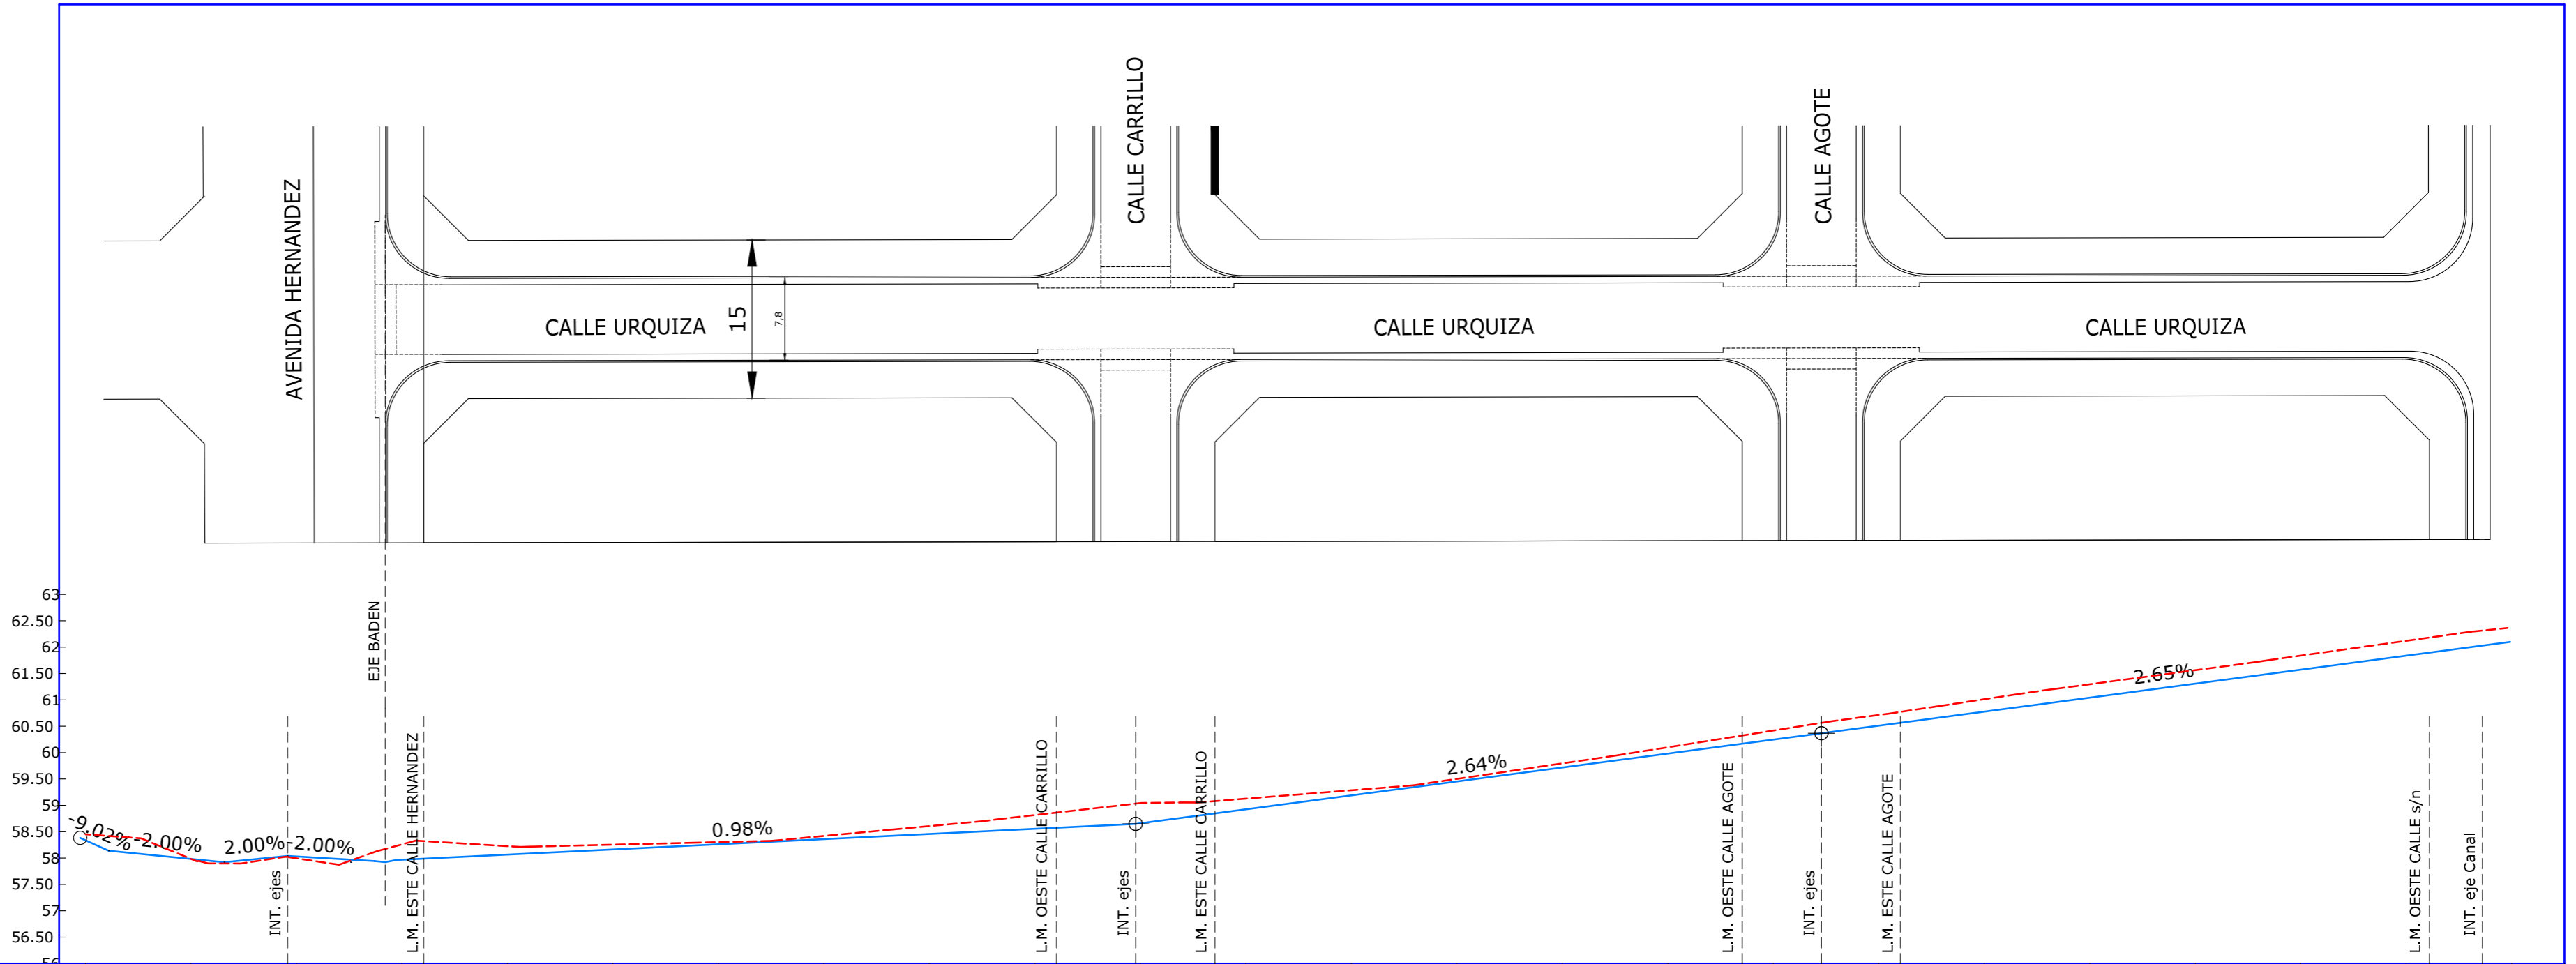 CALLE CARRILLO
CALLE AGOTE
AVENIDA HERNANDEZ
15
7,8
CALLE URQUIZA
CALLE URQUIZA
CALLE URQUIZA
63
62.50
62
61.50
61
60.50
60
59.50
59
58.50
58
57.50
57
56.50
56
EJE BADEN
-9.02%
-2.00%
2.00%
-2.00%
0.98%
2.64%
2.65%
INT. ejes
L.M. ESTE CALLE HERNANDEZ
L.M. OESTE CALLE CARRILLO
INT. ejes
L.M. ESTE CALLE CARRILLO
L.M. OESTE CALLE AGOTE
INT. ejes
L.M. ESTE CALLE AGOTE
L.M. OESTE CALLE s/n
INT. eje Canal